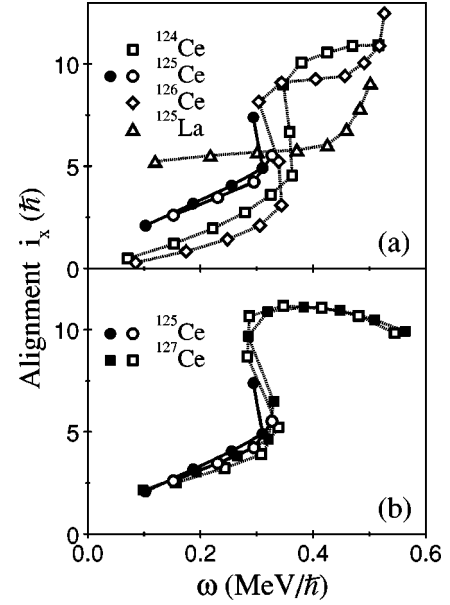 10
5
0
¹²⁴Ce
¹²⁵Ce
¹²⁶Ce
¹²⁵La
(a)
Alignment iₓ (ħ)
10
5
0
¹²⁵Ce
¹²⁷Ce
(b)
0.0 0.2 0.4 0.6
ω (MeV/ħ)